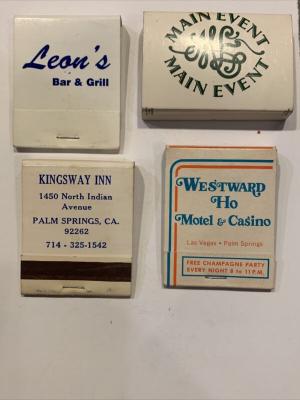 Leon's
Bar & Grill
MAIN EVENT
MAIN EVENT
KINGSWAY INN
1450 North Indian
Avenue
PALM SPRINGS, CA.
92262
714 - 325-1542
WESTWARD
HO
MOTEL & CASINO
Las Vegas • Palm Springs
FREE CHAMPAGNE PARTY
EVERY NIGHT 8 to 11 P.M.